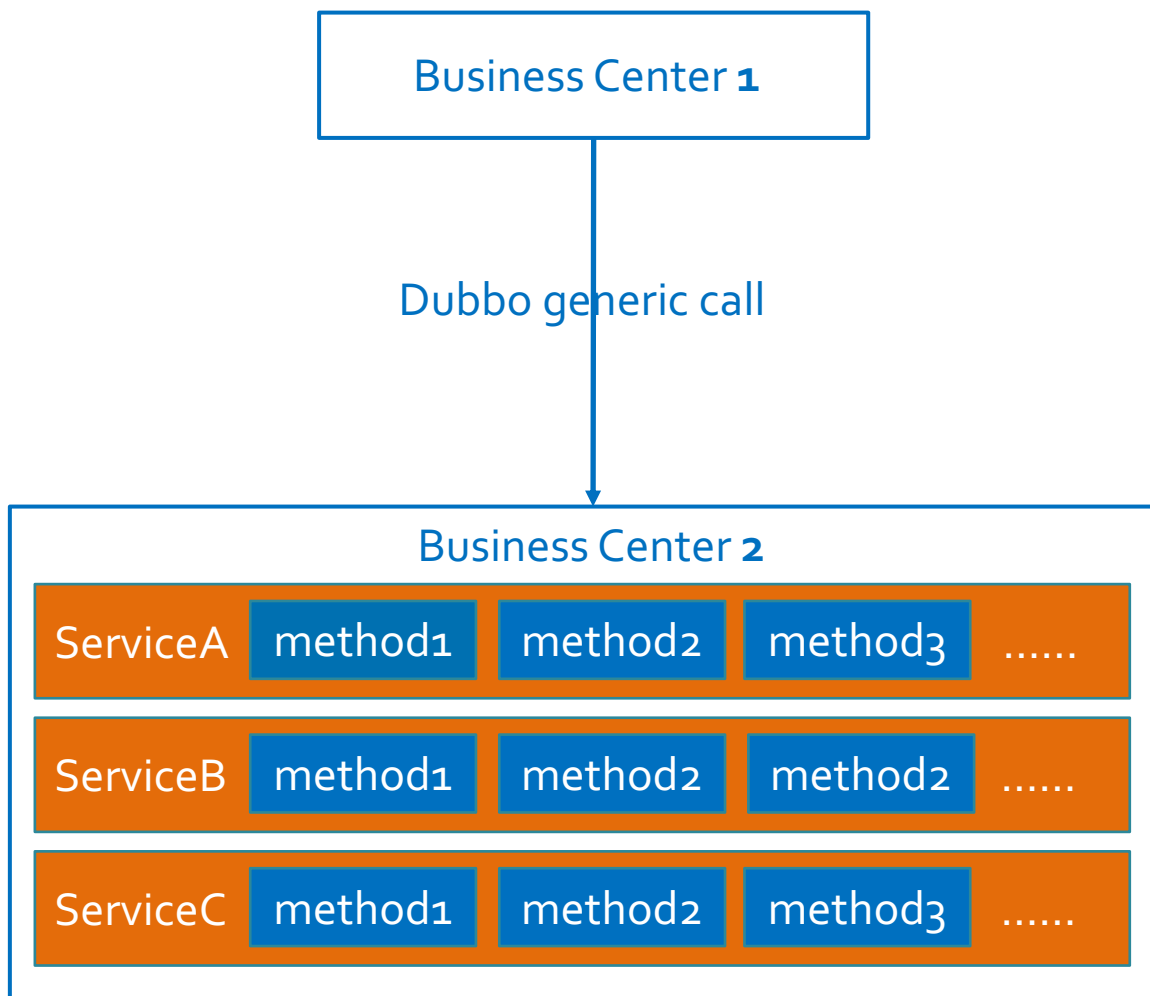 Business Center 1
Dubbo generic call
Business Center 2
ServiceA method1 method2 method3 ......
ServiceB method1 method2 method2 ......
ServiceC method1 method2 method3 ......